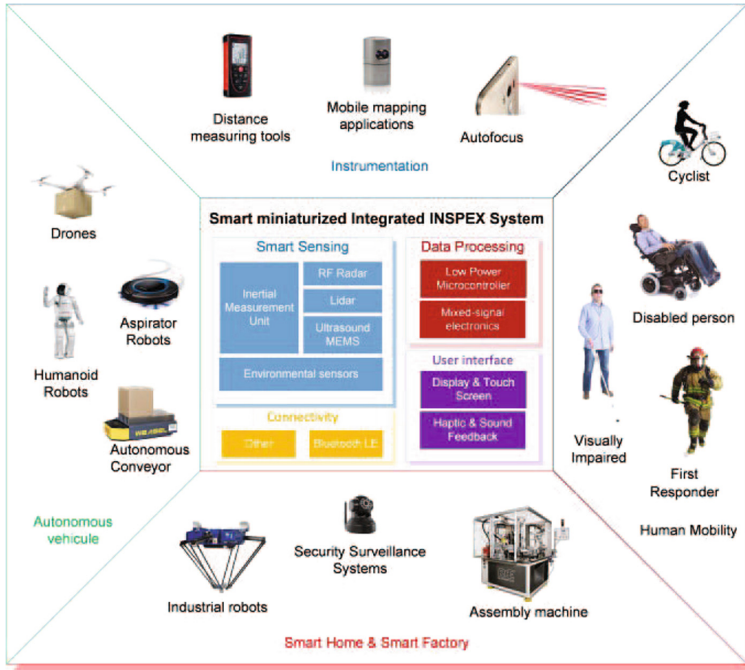 Distance
measuring tools
Mobile mapping
applications
Autofocus
Instrumentation
Cyclist
Drones
Aspirator
Robots
Humanoid
Robots
Autonomous
Conveyor
Autonomous
vehicule
Smart miniaturized Integrated INSPEX System
Smart Sensing
Inertial
Measurement
Unit
RF Radar
Lidar
Ultrasound
MEMS
Environmental sensors
Connectivity
Other
Bluetooth LE
Data Processing
Low Power
Microcontroller
Mixed-signal
electronics
User interface
Display & Touch
Screen
Haptic & Sound
Feedback
Disabled person
Visually
Impaired
First
Responder
Human Mobility
Industrial robots
Security Surveillance
Systems
Assembly machine
Smart Home & Smart Factory